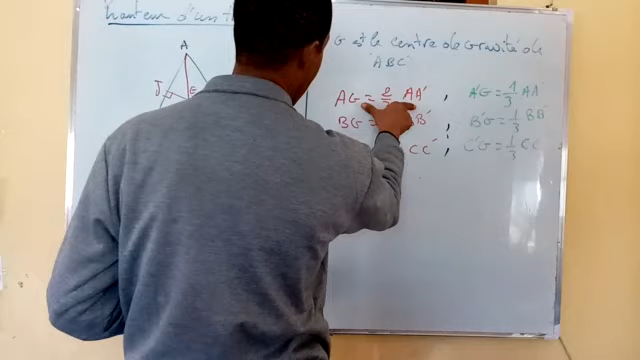 hauteur d'un
G est le centre de Gravité de
ABC
A
J
E
AG = 2/3 AA' , A'G = 1/3 AA'
BG = B' ; B'G = 1/3 BB'
CC' ; C'G = 1/3 CC'